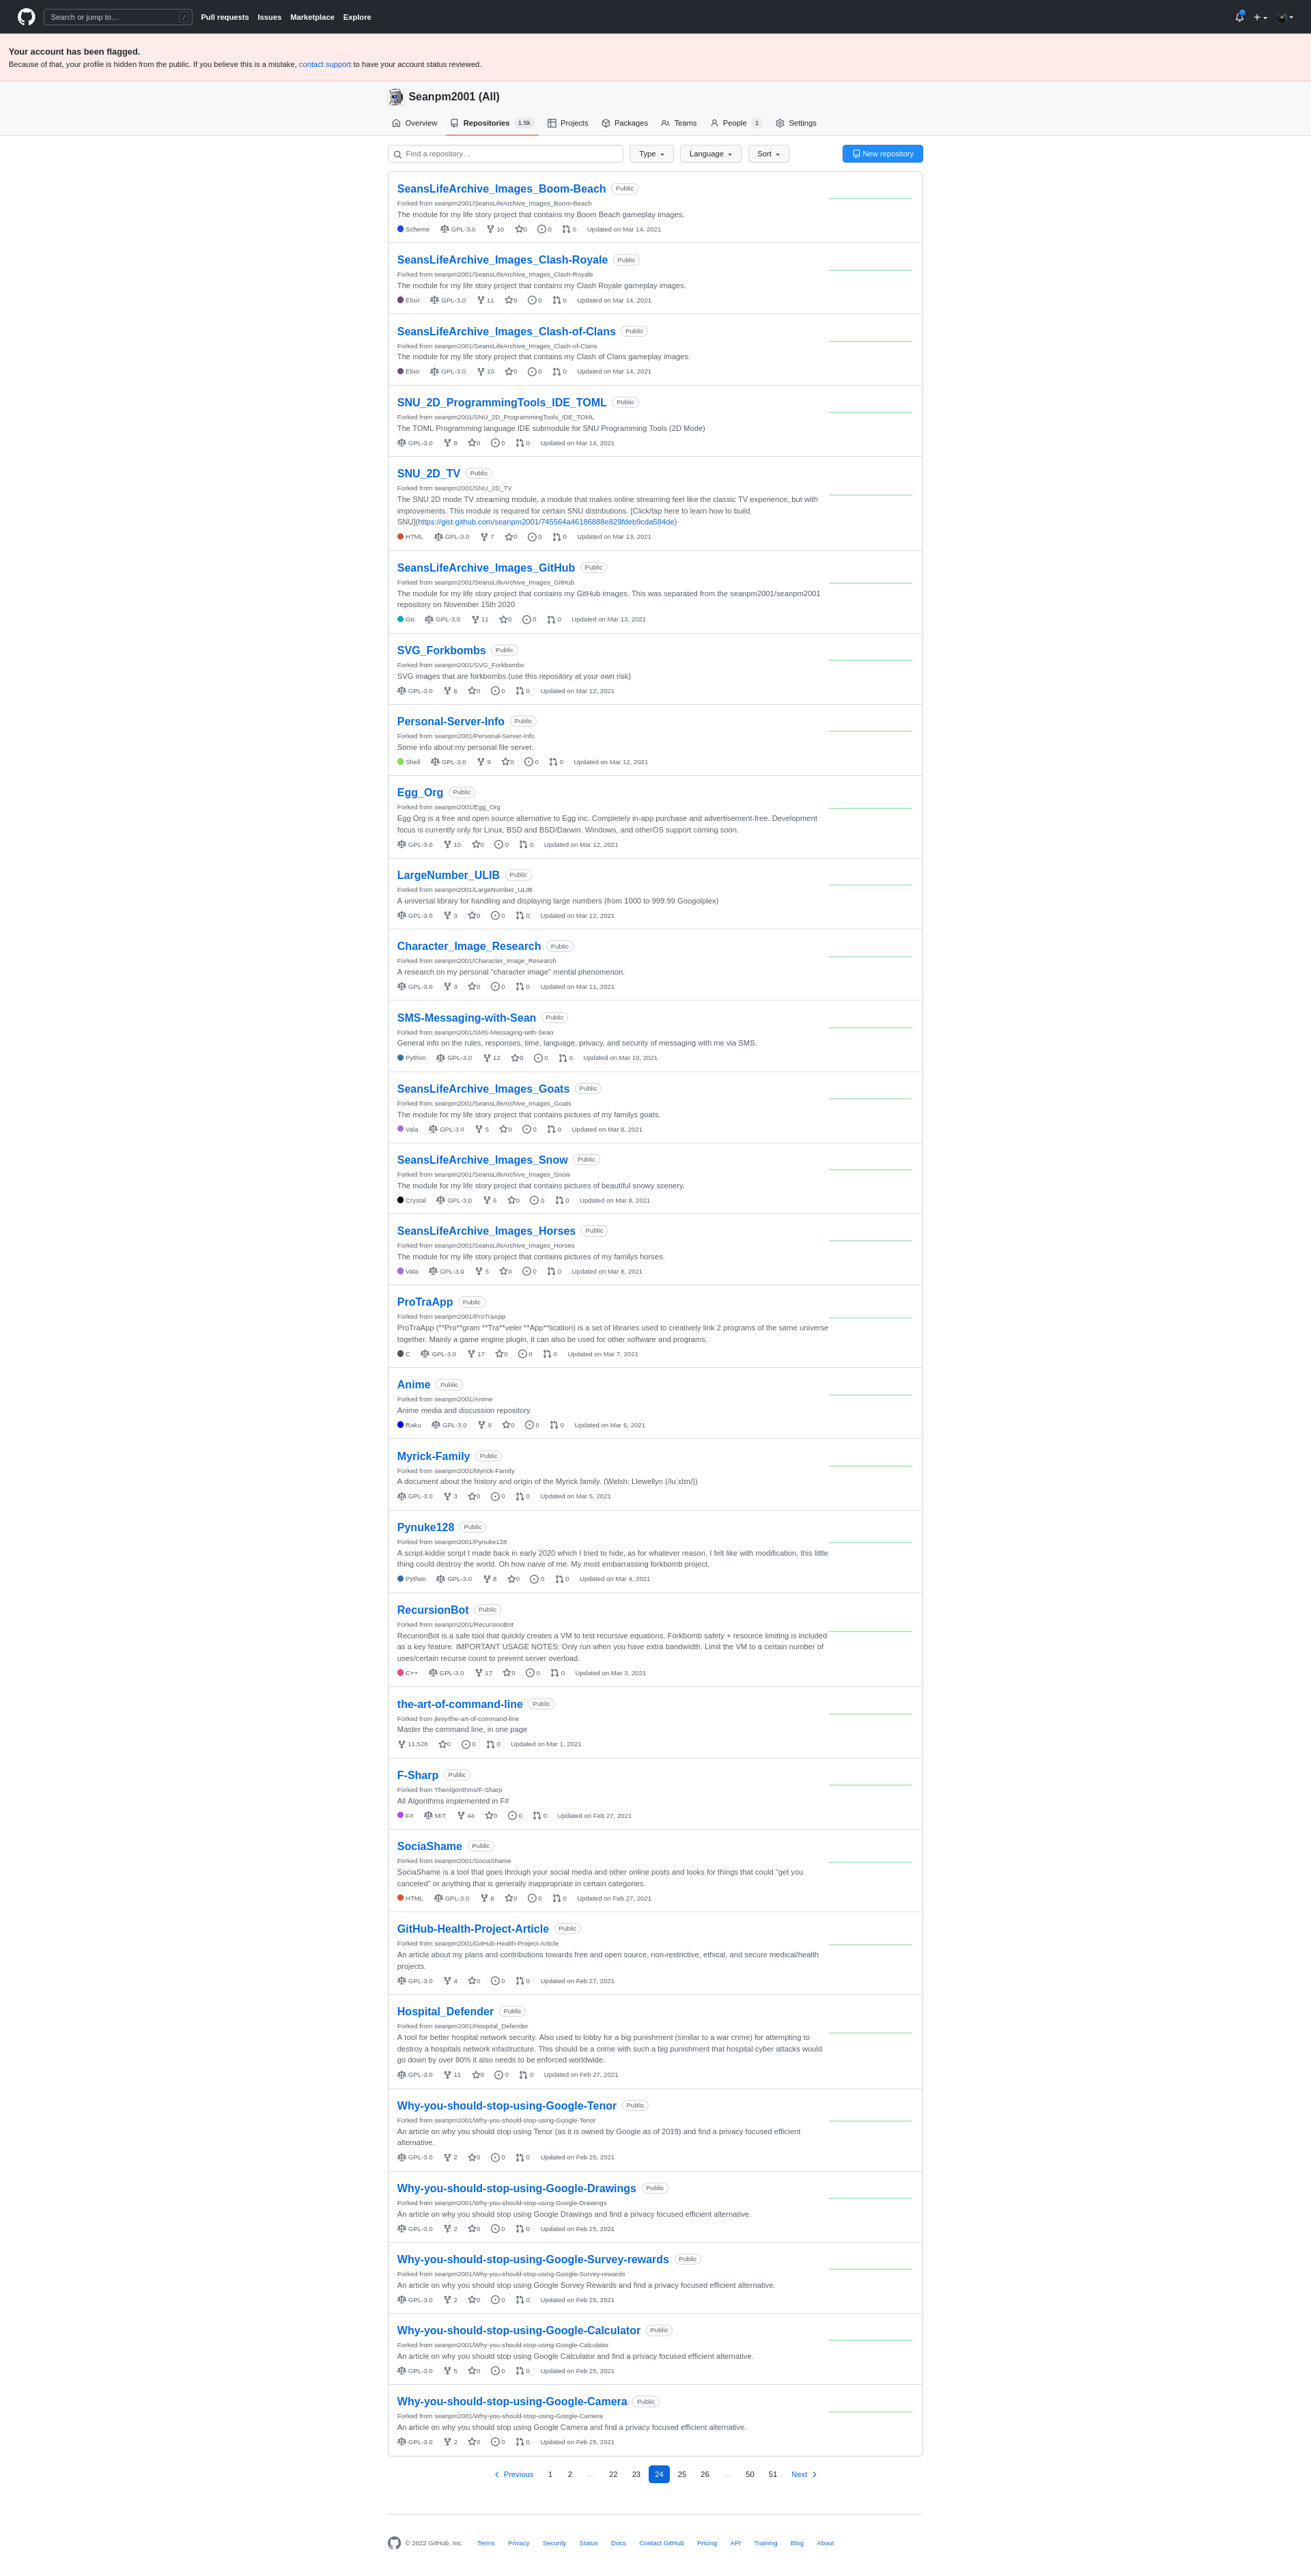 Search or jump to…
/
Pull requests Issues Marketplace Explore
Your account has been flagged.
Because of that, your profile is hidden from the public. If you believe this is a mistake, contact support to have your account status reviewed.
Seanpm2001 (All)
Overview Repositories 1.5k Projects Packages Teams People 1 Settings
Find a repository… Type Language Sort New repository
SeansLifeArchive_Images_Boom-Beach Public
Forked from seanpm2001/SeansLifeArchive_Images_Boom-Beach
The module for my life story project that contains my Boom Beach gameplay images.
Scheme GPL-3.0 10 0 0 0 Updated on Mar 14, 2021
SeansLifeArchive_Images_Clash-Royale Public
Forked from seanpm2001/SeansLifeArchive_Images_Clash-Royale
The module for my life story project that contains my Clash Royale gameplay images.
Elixir GPL-3.0 11 0 0 0 Updated on Mar 14, 2021
SeansLifeArchive_Images_Clash-of-Clans Public
Forked from seanpm2001/SeansLifeArchive_Images_Clash-of-Clans
The module for my life story project that contains my Clash of Clans gameplay images.
Elixir GPL-3.0 10 0 0 0 Updated on Mar 14, 2021
SNU_2D_ProgrammingTools_IDE_TOML Public
Forked from seanpm2001/SNU_2D_ProgrammingTools_IDE_TOML
The TOML Programming language IDE submodule for SNU Programming Tools (2D Mode)
GPL-3.0 8 0 0 0 Updated on Mar 14, 2021
SNU_2D_TV Public
Forked from seanpm2001/SNU_2D_TV
The SNU 2D mode TV streaming module, a module that makes online streaming feel like the classic TV experience, but with
improvements. This module is required for certain SNU distributions. [Click/tap here to learn how to build
SNU](https://gist.github.com/seanpm2001/745564a46186888e829fdeb9cda584de)
HTML GPL-3.0 7 0 0 0 Updated on Mar 13, 2021
SeansLifeArchive_Images_GitHub Public
Forked from seanpm2001/SeansLifeArchive_Images_GitHub
The module for my life story project that contains my GitHub images. This was separated from the seanpm2001/seanpm2001
repository on November 15th 2020
Go GPL-3.0 11 0 0 0 Updated on Mar 13, 2021
SVG_Forkbombs Public
Forked from seanpm2001/SVG_Forkbombs
SVG images that are forkbombs (use this repository at your own risk)
GPL-3.0 6 0 0 0 Updated on Mar 12, 2021
Personal-Server-Info Public
Forked from seanpm2001/Personal-Server-Info
Some info about my personal file server.
Shell GPL-3.0 9 0 0 0 Updated on Mar 12, 2021
Egg_Org Public
Forked from seanpm2001/Egg_Org
Egg Org is a free and open source alternative to Egg inc. Completely in-app purchase and advertisement-free. Development
focus is currently only for Linux, BSD and BSD/Darwin. Windows, and otherOS support coming soon.
GPL-3.0 10 0 0 0 Updated on Mar 12, 2021
LargeNumber_ULIB Public
Forked from seanpm2001/LargeNumber_ULIB
A universal library for handling and displaying large numbers (from 1000 to 999.99 Googolplex)
GPL-3.0 3 0 0 0 Updated on Mar 12, 2021
Character_Image_Research Public
Forked from seanpm2001/Character_Image_Research
A research on my personal "character image" mental phenomenon.
GPL-3.0 3 0 0 0 Updated on Mar 11, 2021
SMS-Messaging-with-Sean Public
Forked from seanpm2001/SMS-Messaging-with-Sean
General info on the rules, responses, time, language, privacy, and security of messaging with me via SMS.
Python GPL-3.0 12 0 0 0 Updated on Mar 10, 2021
SeansLifeArchive_Images_Goats Public
Forked from seanpm2001/SeansLifeArchive_Images_Goats
The module for my life story project that contains pictures of my familys goats.
Vala GPL-3.0 5 0 0 0 Updated on Mar 8, 2021
SeansLifeArchive_Images_Snow Public
Forked from seanpm2001/SeansLifeArchive_Images_Snow
The module for my life story project that contains pictures of beautiful snowy scenery.
Crystal GPL-3.0 6 0 0 0 Updated on Mar 8, 2021
SeansLifeArchive_Images_Horses Public
Forked from seanpm2001/SeansLifeArchive_Images_Horses
The module for my life story project that contains pictures of my familys horses.
Vala GPL-3.0 5 0 0 0 Updated on Mar 8, 2021
ProTraApp Public
Forked from seanpm2001/ProTraApp
ProTraApp (**Pro**gram **Tra**veler **App**lication) is a set of libraries used to creatively link 2 programs of the same universe
together. Mainly a game engine plugin, it can also be used for other software and programs.
C GPL-3.0 17 0 0 0 Updated on Mar 7, 2021
Anime Public
Forked from seanpm2001/Anime
Anime media and discussion repository.
Raku GPL-3.0 9 0 0 0 Updated on Mar 6, 2021
Myrick-Family Public
Forked from seanpm2001/Myrick-Family
A document about the history and origin of the Myrick family. (Welsh: Llewellyn (/luˈɛlɪn/))
GPL-3.0 3 0 0 0 Updated on Mar 5, 2021
Pynuke128 Public
Forked from seanpm2001/Pynuke128
A script-kiddie script I made back in early 2020 which I tried to hide, as for whatever reason, I felt like with modification, this little
thing could destroy the world. Oh how naive of me. My most embarrassing forkbomb project.
Python GPL-3.0 8 0 0 0 Updated on Mar 4, 2021
RecursionBot Public
Forked from seanpm2001/RecursionBot
RecurionBot is a safe tool that quickly creates a VM to test recursive equations. Forkbomb safety + resource limiting is included
as a key feature. IMPORTANT USAGE NOTES: Only run when you have extra bandwidth. Limit the VM to a certain number of
uses/certain recurse count to prevent server overload.
C++ GPL-3.0 17 0 0 0 Updated on Mar 3, 2021
the-art-of-command-line Public
Forked from jlevy/the-art-of-command-line
Master the command line, in one page
11,528 0 0 0 Updated on Mar 1, 2021
F-Sharp Public
Forked from TheAlgorithms/F-Sharp
All Algorithms implemented in F#
F# MIT 44 0 0 0 Updated on Feb 27, 2021
SociaShame Public
Forked from seanpm2001/SociaShame
SociaShame is a tool that goes through your social media and other online posts and looks for things that could "get you
canceled" or anything that is generally inappropriate in certain categories.
HTML GPL-3.0 8 0 0 0 Updated on Feb 27, 2021
GitHub-Health-Project-Article Public
Forked from seanpm2001/GitHub-Health-Project-Article
An article about my plans and contributions towards free and open source, non-restrictive, ethical, and secure medical/health
projects.
GPL-3.0 4 0 0 0 Updated on Feb 27, 2021
Hospital_Defender Public
Forked from seanpm2001/Hospital_Defender
A tool for better hospital network security. Also used to lobby for a big punishment (similar to a war crime) for attempting to
destroy a hospitals network infastructure. This should be a crime with such a big punishment that hospital cyber attacks would
go down by over 80% it also needs to be enforced worldwide.
GPL-3.0 11 0 0 0 Updated on Feb 27, 2021
Why-you-should-stop-using-Google-Tenor Public
Forked from seanpm2001/Why-you-should-stop-using-Google-Tenor
An article on why you should stop using Tenor (as it is owned by Google as of 2019) and find a privacy focused efficient
alternative.
GPL-3.0 2 0 0 0 Updated on Feb 25, 2021
Why-you-should-stop-using-Google-Drawings Public
Forked from seanpm2001/Why-you-should-stop-using-Google-Drawings
An article on why you should stop using Google Drawings and find a privacy focused efficient alternative.
GPL-3.0 2 0 0 0 Updated on Feb 25, 2021
Why-you-should-stop-using-Google-Survey-rewards Public
Forked from seanpm2001/Why-you-should-stop-using-Google-Survey-rewards
An article on why you should stop using Google Survey Rewards and find a privacy focused efficient alternative.
GPL-3.0 2 0 0 0 Updated on Feb 25, 2021
Why-you-should-stop-using-Google-Calculator Public
Forked from seanpm2001/Why-you-should-stop-using-Google-Calculator
An article on why you should stop using Google Calculator and find a privacy focused efficient alternative.
GPL-3.0 5 0 0 0 Updated on Feb 25, 2021
Why-you-should-stop-using-Google-Camera Public
Forked from seanpm2001/Why-you-should-stop-using-Google-Camera
An article on why you should stop using Google Camera and find a privacy focused efficient alternative.
GPL-3.0 2 0 0 0 Updated on Feb 25, 2021
Previous 1 2 … 22 23 24 25 26 … 50 51 Next
© 2022 GitHub, Inc. Terms Privacy Security Status Docs Contact GitHub Pricing API Training Blog About